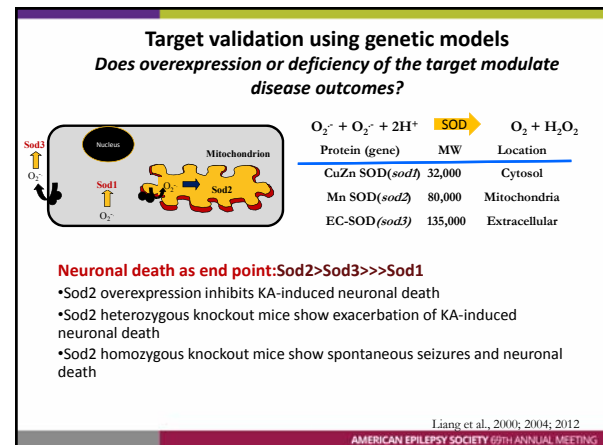 Target validation using genetic models
Does overexpression or deficiency of the target modulate
disease outcomes?
Sod3
O₂·-
Nucleus
Mitochondrion
Sod1
O₂·-
O₂·-
Sod2
O₂·- + O₂·- + 2H⁺ SOD O₂ + H₂O₂
Protein (gene) MW Location
CuZn SOD(sod1) 32,000 Cytosol
Mn SOD(sod2) 80,000 Mitochondria
EC-SOD(sod3) 135,000 Extracellular
Neuronal death as end point:Sod2>Sod3>>>Sod1
•Sod2 overexpression inhibits KA-induced neuronal death
•Sod2 heterozygous knockout mice show exacerbation of KA-induced
neuronal death
•Sod2 homozygous knockout mice show spontaneous seizures and neuronal
death
Liang et al., 2000; 2004; 2012
AMERICAN EPILEPSY SOCIETY 69TH ANNUAL MEETING